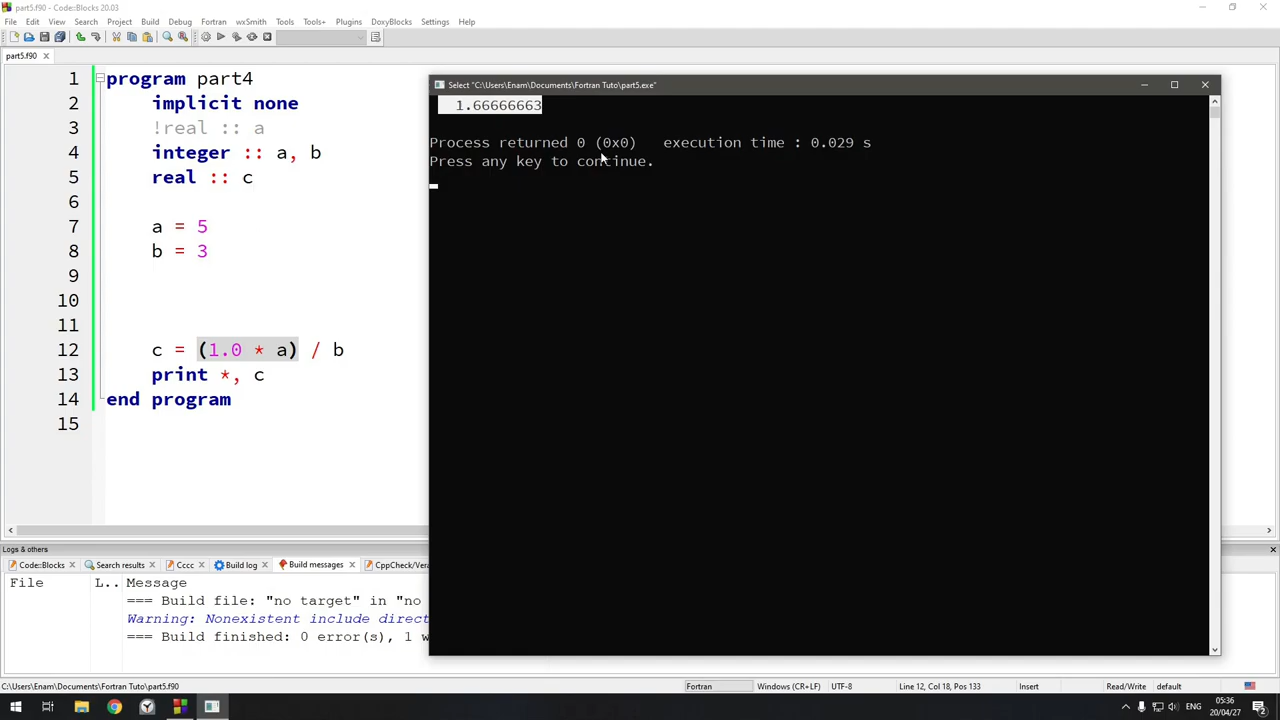 part5.f90 - Code::Blocks 20.03
File Edit View Search Project Build Debug Fortran wxSmith Tools Tools+ Plugins DoxyBlocks Settings Help
part5.f90
1 program part4
2 implicit none
3 !real :: a
4 integer :: a, b
5 real :: c
6
7 a = 5
8 b = 3
9
10
11
12 c = (1.0 * a) / b
13 print *, c
14 end program
15
Select "C:\Users\Enam\Documents\Fortran Tuto\part5.exe"
1.66666663
Process returned 0 (0x0) execution time : 0.029 s
Press any key to continue.
Logs & others
Code::Blocks Search results Cccc Build log Build messages CppCheck/Vera
File L.. Message
=== Build file: "no target" in "no
Warning: Nonexistent include direct
=== Build finished: 0 error(s), 1 w
C:\Users\Enam\Documents\Fortran Tuto\part5.f90 Fortran Windows (CR+LF) UTF-8 Line 12, Col 18, Pos 133 Insert Read/Write default
ENG 05:36
20/04/27
2